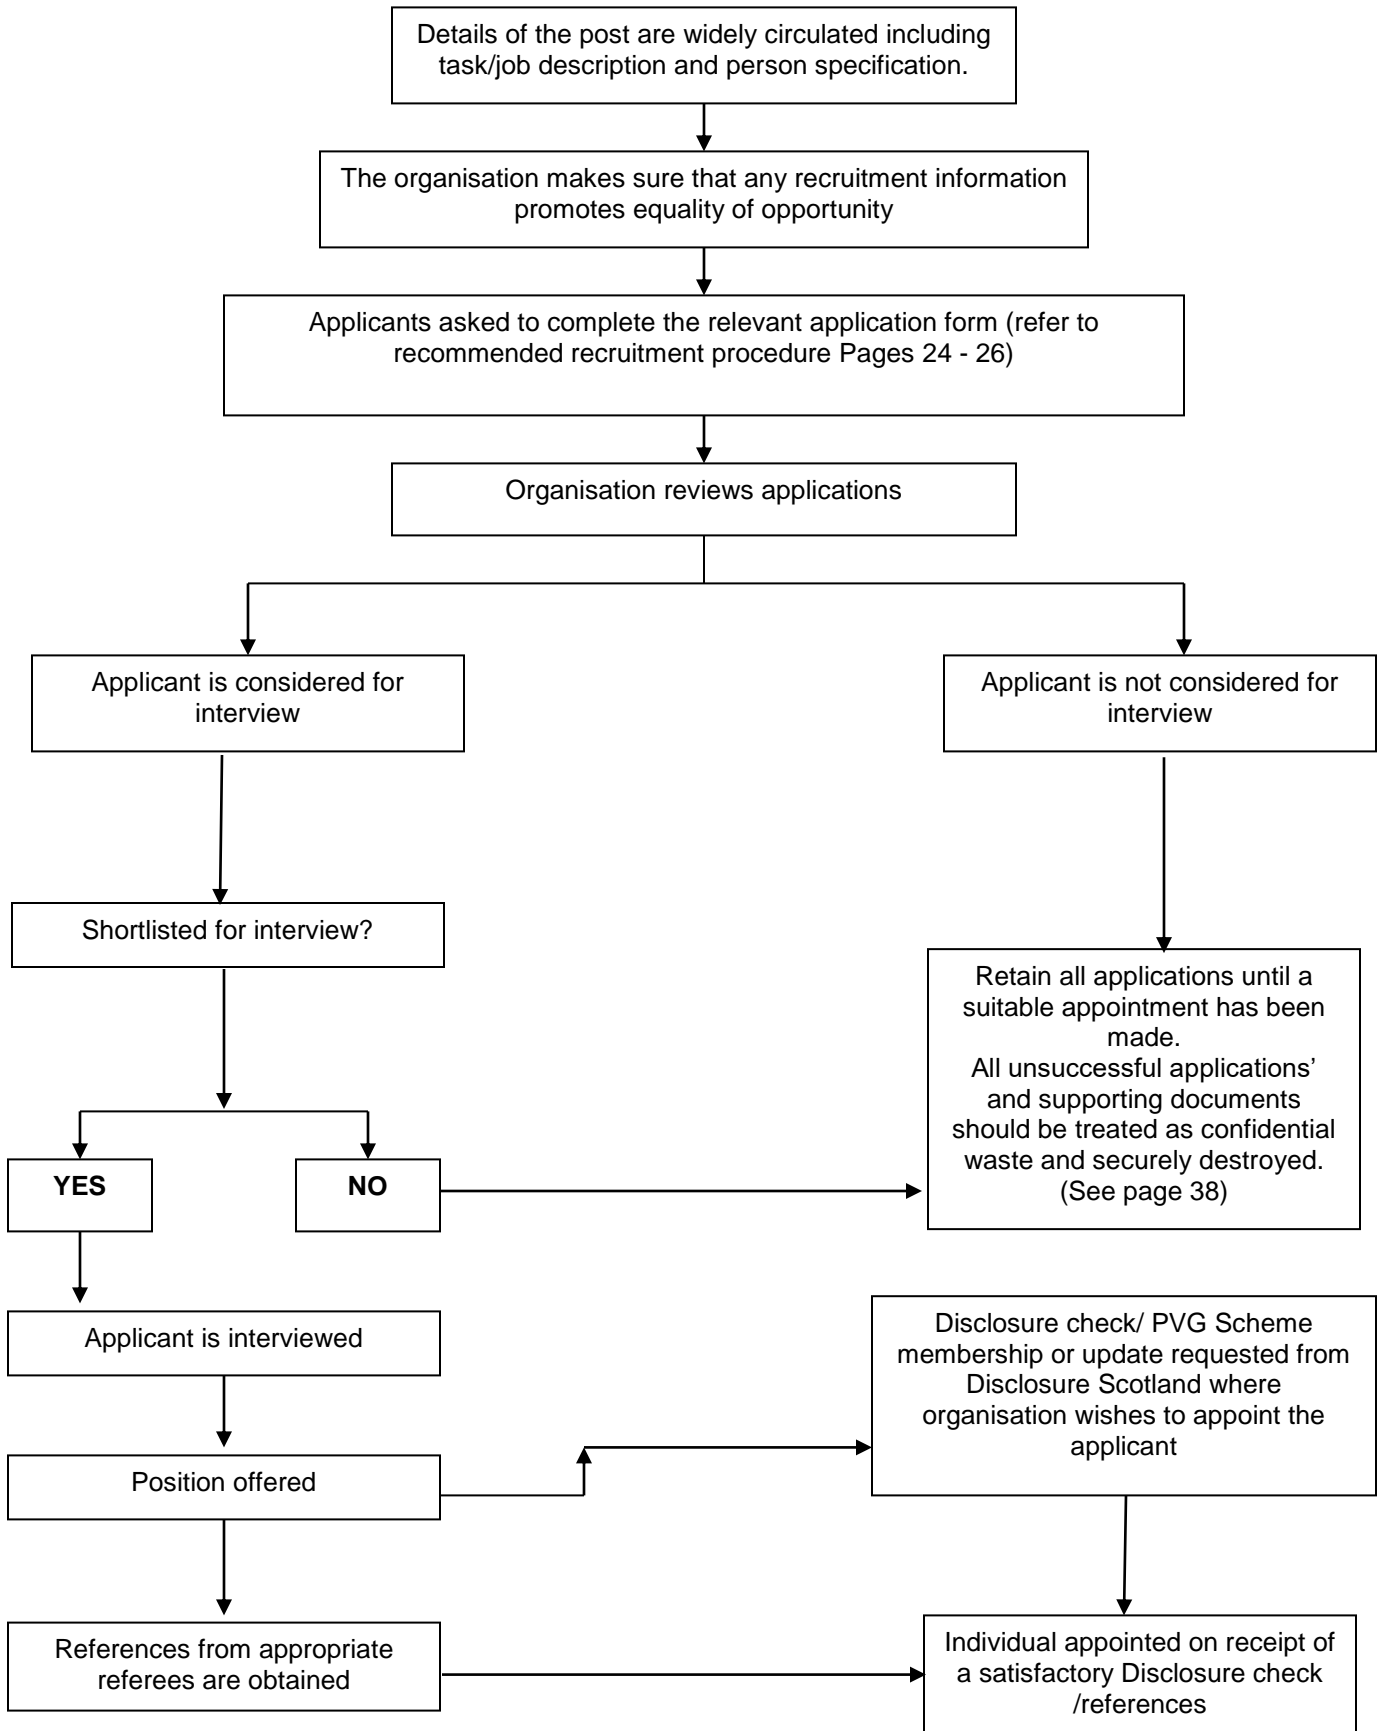 Details of the post are widely circulated including
task/job description and person specification.
The organisation makes sure that any recruitment information
promotes equality of opportunity
Applicants asked to complete the relevant application form (refer to
recommended recruitment procedure Pages 24 - 26)
Organisation reviews applications
Applicant is considered for
interview
Applicant is not considered for
interview
Shortlisted for interview?
Retain all applications until a
suitable appointment has been
made.
All unsuccessful applications’
and supporting documents
should be treated as confidential
waste and securely destroyed.
(See page 38)
YES
NO
Applicant is interviewed
Disclosure check/ PVG Scheme
membership or update requested from
Disclosure Scotland where
organisation wishes to appoint the
applicant
Position offered
References from appropriate
referees are obtained
Individual appointed on receipt of
a satisfactory Disclosure check
/references